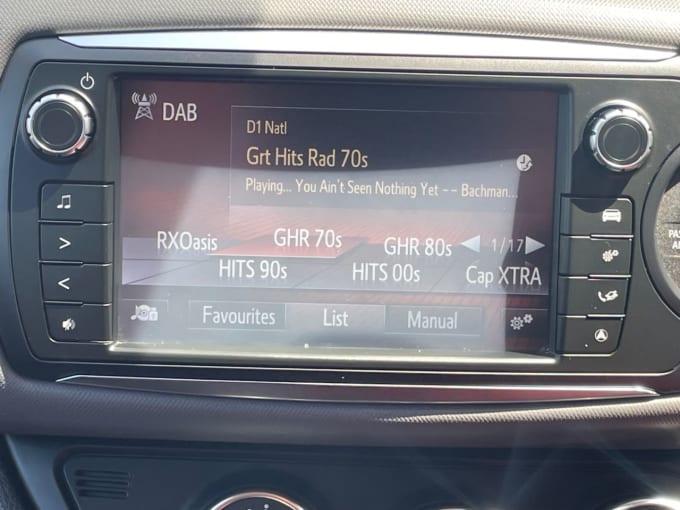 DAB
D1 Natl
Grt Hits Rad 70s
Playing... You Ain't Seen Nothing Yet -- Bachman...
RXOasis GHR 70s GHR 80s 1/17
HITS 90s HITS 00s Cap XTRA
Favourites List Manual